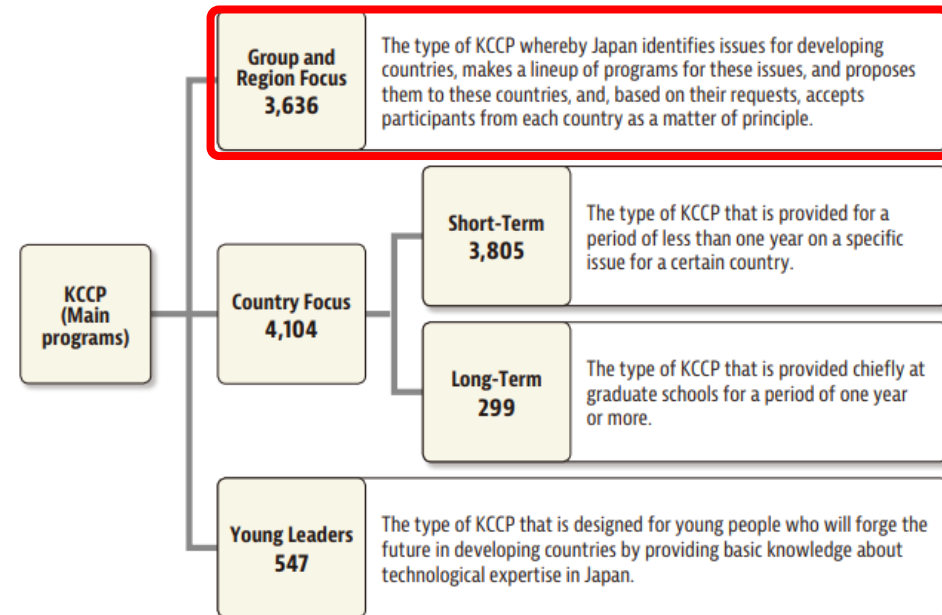 Group and
Region Focus
3,636
The type of KCCP whereby Japan identifies issues for developing
countries, makes a lineup of programs for these issues, and proposes
them to these countries, and, based on their requests, accepts
participants from each country as a matter of principle.
KCCP
(Main
programs)
Country Focus
4,104
Short-Term
3,805
The type of KCCP that is provided for a
period of less than one year on a specific
issue for a certain country.
Long-Term
299
The type of KCCP that is provided chiefly at
graduate schools for a period of one year
or more.
Young Leaders
547
The type of KCCP that is designed for young people who will forge the
future in developing countries by providing basic knowledge about
technological expertise in Japan.